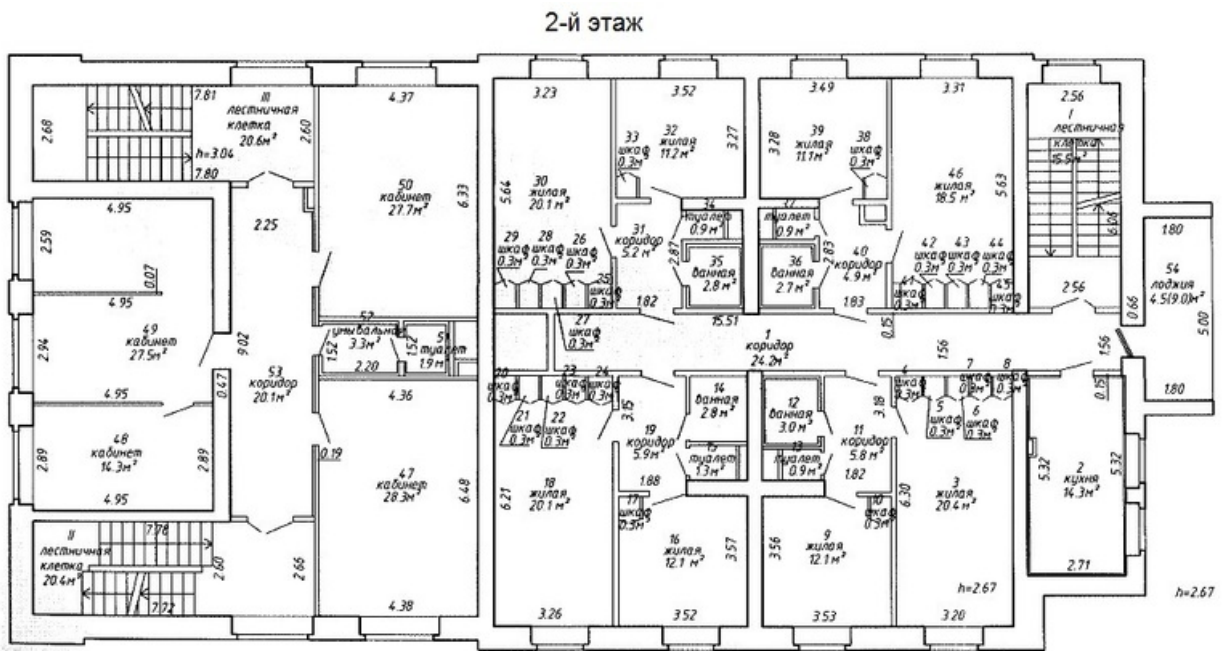 2-й этаж
7.81
III
лестничная
клетка
20.6м²
2.68
2.60
h=3.04
7.80
4.37
50
кабинет
27.7м²
6.33
3.23
5.64
30
жилая
20.1м²
3.52
33
шкаф
0.3м²
32
жилая
11.2м²
3.27
3.49
3.28
39
жилая
11.1м²
38
шкаф
0.3м²
3.31
46
жилая
18.5м²
5.63
2.56
I
лестничная
клетка
15.5м²
6.06
2.56
1.80
54
лоджия
4.5(9.0)м²
0.66
5.00
1.80
4.95
2.59
0.07
2.25
4.95
2.94
49
кабинет
27.5м²
9.02
4.95
0.47
53
коридор
20.1м²
48
кабинет
14.3м²
2.89
2.89
4.95
0.19
52
умывальная
3.3м²
1.52
1.52
2.20
туалет
1.9м²
4.36
47
кабинет
28.3м²
6.48
4.38
29
шкаф
0.3м²
28
шкаф
0.3м²
26
шкаф
0.3м²
25
шкаф
0.3м²
27
шкаф
0.3м²
31
коридор
5.2м²
2.87
1.82
34
туалет
0.9м²
35
ванная
2.8м²
туалет
0.9м²
36
ванная
2.7м²
2.83
40
коридор
4.9м²
1.83
41
шкаф
0.3м²
42
шкаф
0.3м²
43
шкаф
0.3м²
44
шкаф
0.3м²
45
шкаф
0.3м²
15.51
1
коридор
24.2м²
0.15
1.56
1.56
0.15
20
шкаф
0.3м²
21
шкаф
0.3м²
22
шкаф
0.3м²
23
шкаф
0.3м²
24
шкаф
0.3м²
3.15
19
коридор
5.9м²
1.88
14
ванная
2.8м²
15
туалет
1.3м²
12
ванная
3.0м²
13
туалет
0.9м²
3.18
11
коридор
5.8м²
1.82
4
шкаф
0.3м²
5
шкаф
0.3м²
6
шкаф
0.3м²
7
шкаф
0.3м²
8
шкаф
0.3м²
6.21
18
жилая
20.1м²
3.26
17
шкаф
0.3м²
16
жилая
12.1м²
3.57
3.52
3.56
9
жилая
12.1м²
3.53
10
шкаф
0.3м²
6.30
3
жилая
20.4м²
h=2.67
3.20
5.32
2
кухня
14.3м²
5.32
2.71
h=2.67
II
лестничная
клетка
20.4м²
7.78
7.72
2.60
2.66